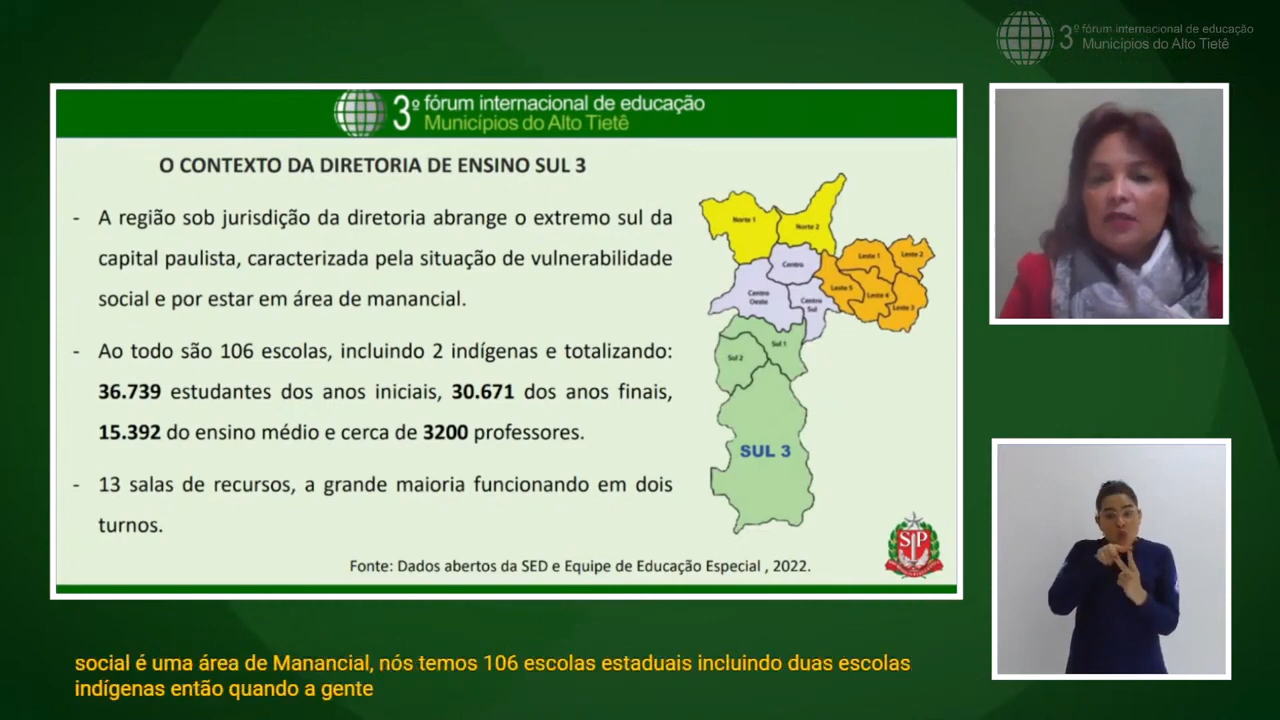 3º fórum internacional de educação
Municípios do Alto Tietê
3º fórum internacional de educação
Municípios do Alto Tietê
O CONTEXTO DA DIRETORIA DE ENSINO SUL 3
- A região sob jurisdição da diretoria abrange o extremo sul da
capital paulista, caracterizada pela situação de vulnerabilidade
social e por estar em área de manancial.
- Ao todo são 106 escolas, incluindo 2 indígenas e totalizando:
36.739 estudantes dos anos iniciais, 30.671 dos anos finais,
15.392 do ensino médio e cerca de 3200 professores.
- 13 salas de recursos, a grande maioria funcionando em dois
turnos.
Norte 1
Norte 2
Centro
Leste 1
Leste 2
Centro
Oeste
Centro
Sul
Leste 5
Leste 4
Leste 3
Sul 2
Sul 1
SUL 3
SP
Fonte: Dados abertos da SED e Equipe de Educação Especial , 2022.
social é uma área de Manancial, nós temos 106 escolas estaduais incluindo duas escolas
indígenas então quando a gente